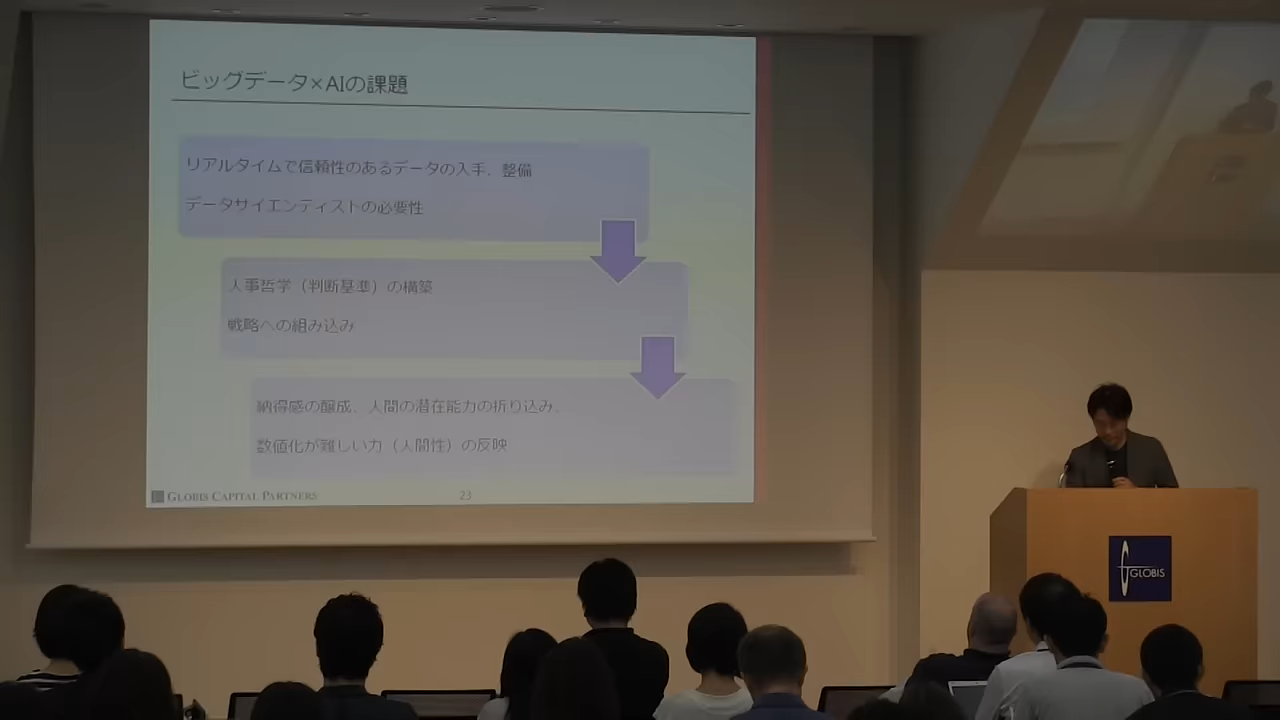 ビッグデータ×AIの課題
リアルタイムで信頼性のあるデータの入手、整備
データサイエンティストの必要性
人事哲学（判断基準）の構築
戦略への組み込み
納得感の醸成、人間の潜在能力の折り込み、
数値化が難しい力（人間性）の反映
GLOBIS CAPITAL PARTNERS
23
GLOBIS